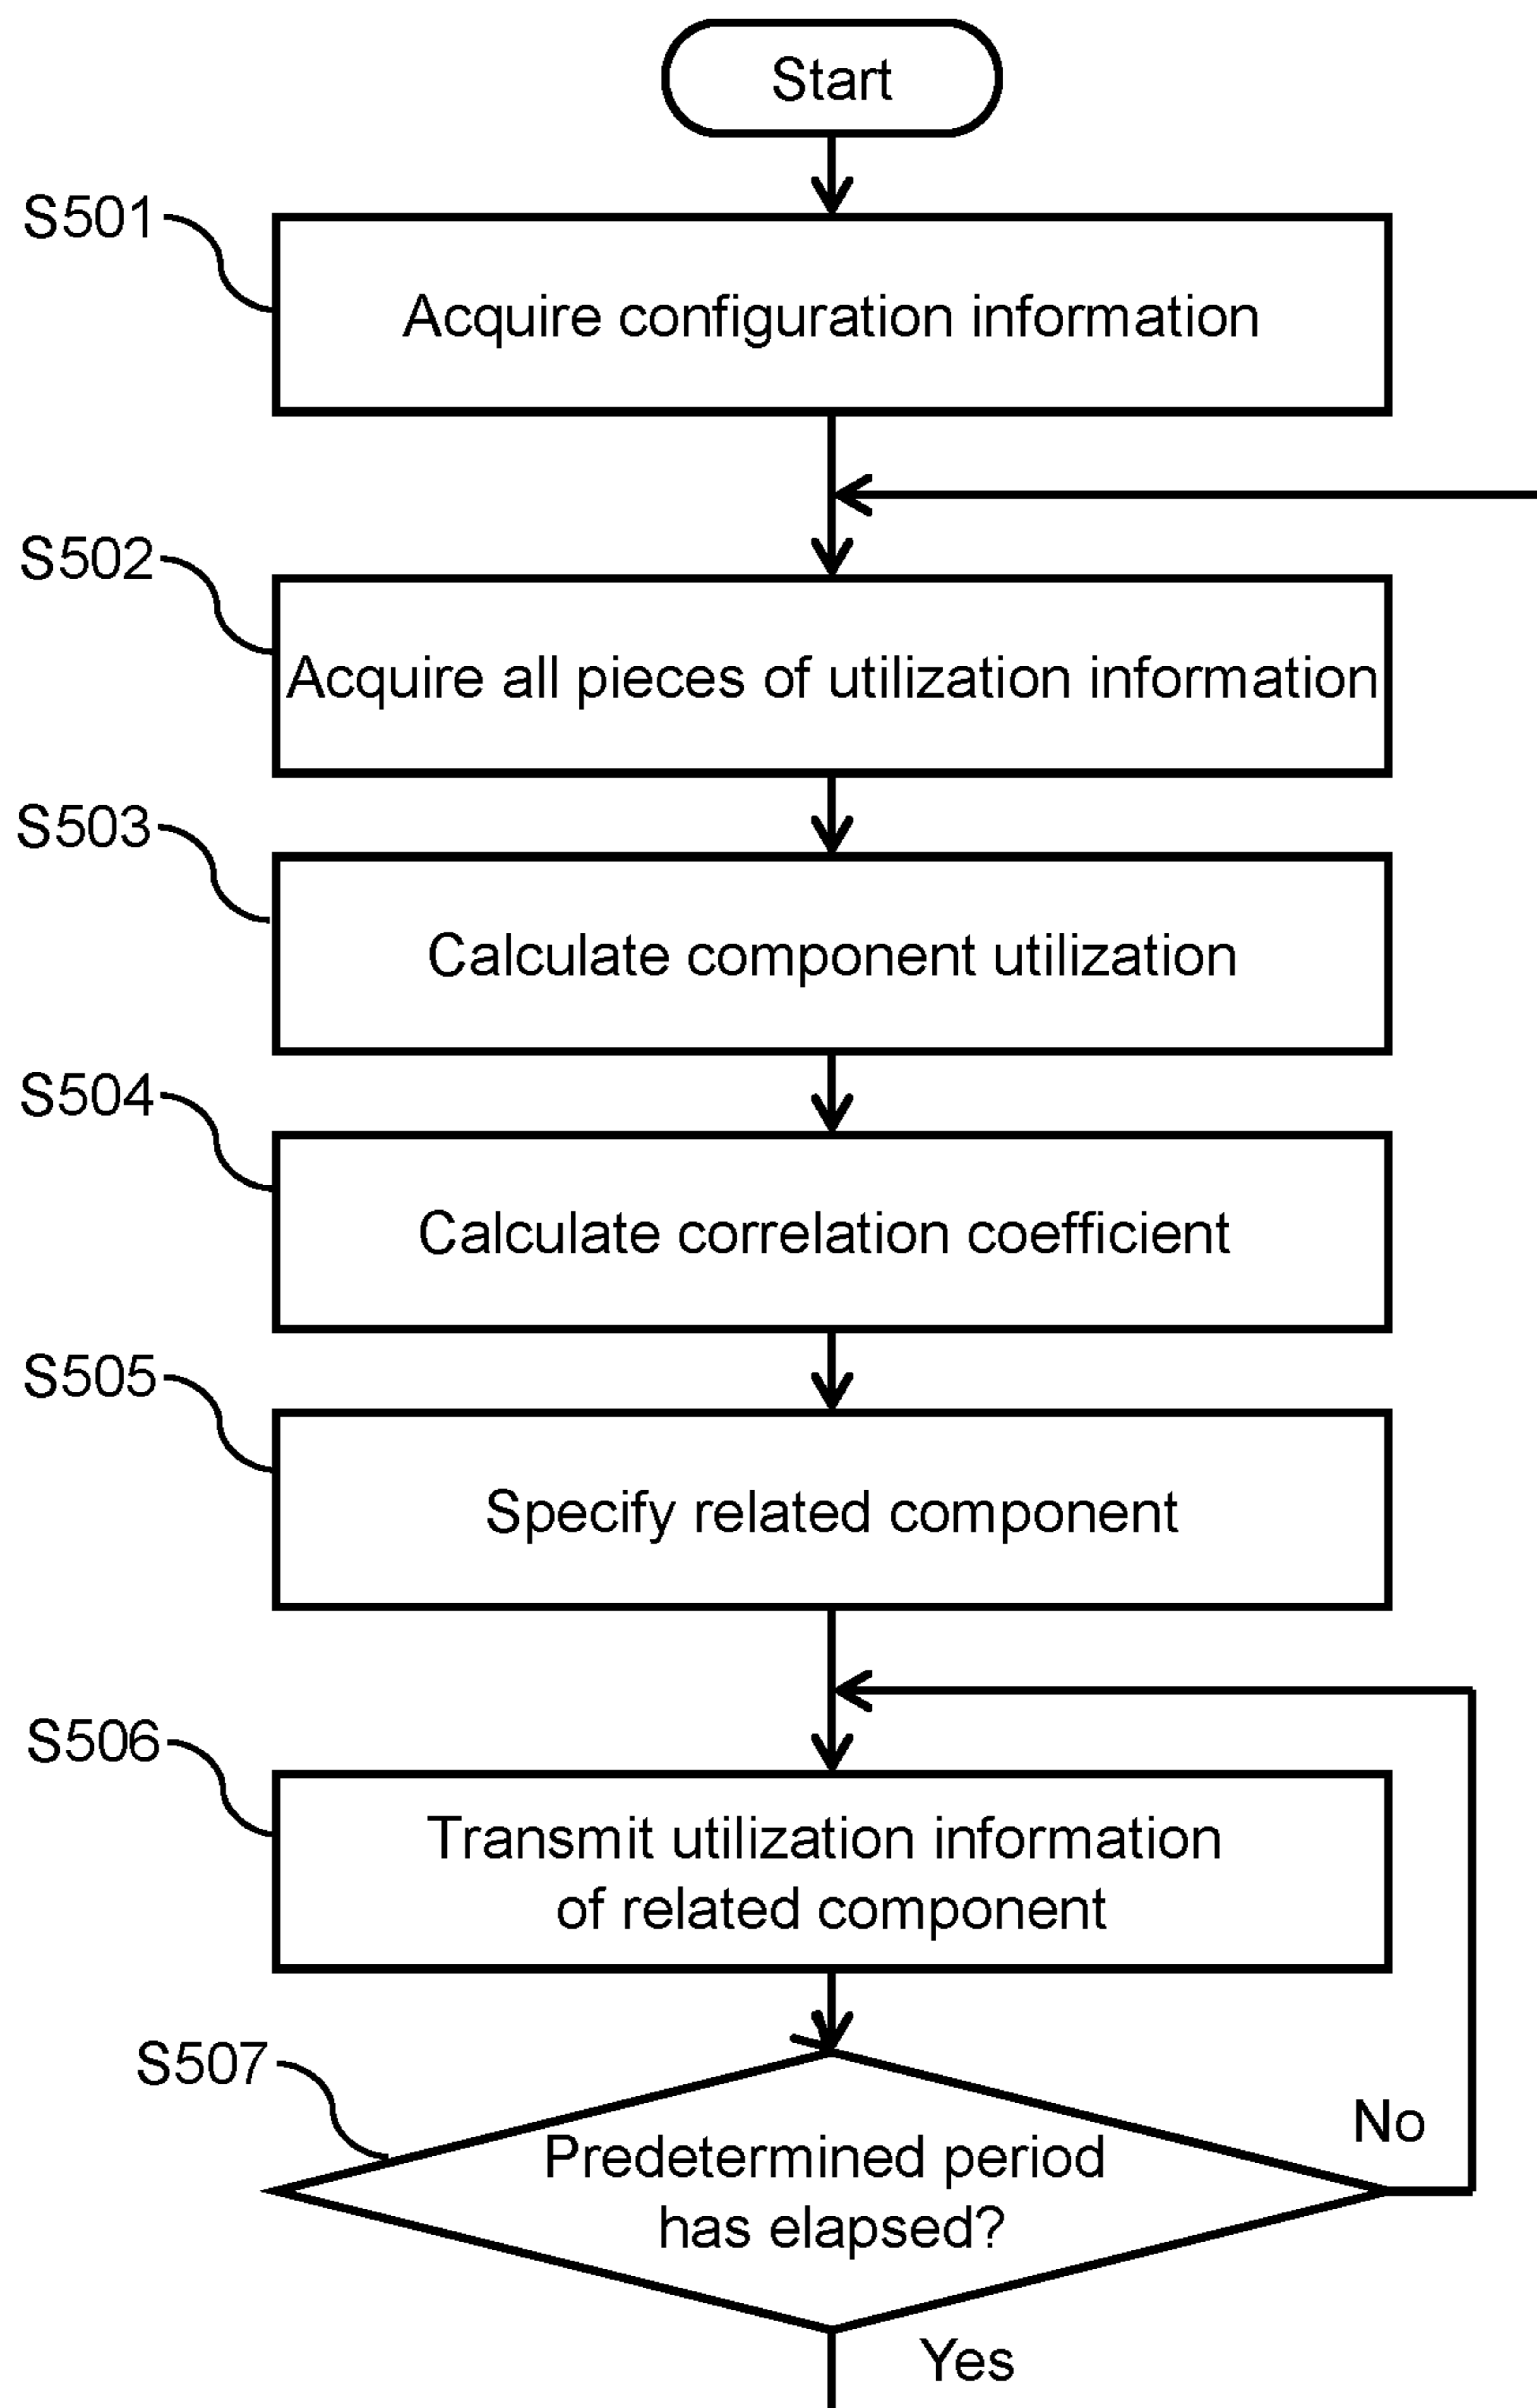 Start
S501
Acquire configuration information
S502
Acquire all pieces of utilization information
S503
Calculate component utilization
S504
Calculate correlation coefficient
S505
Specify related component
S506
Transmit utilization information
of related component
S507
Predetermined period
has elapsed?
No
Yes